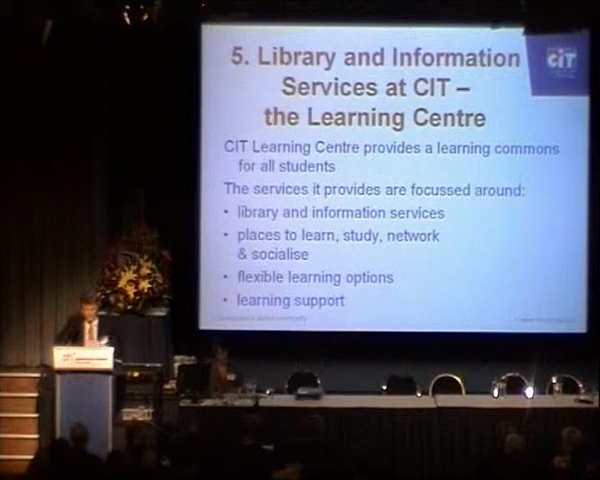 5. Library and Information
Services at CIT –
the Learning Centre
CiT
CIT Learning Centre provides a learning commons
for all students
The services it provides are focussed around:
• library and information services
• places to learn, study, network
& socialise
• flexible learning options
• learning support